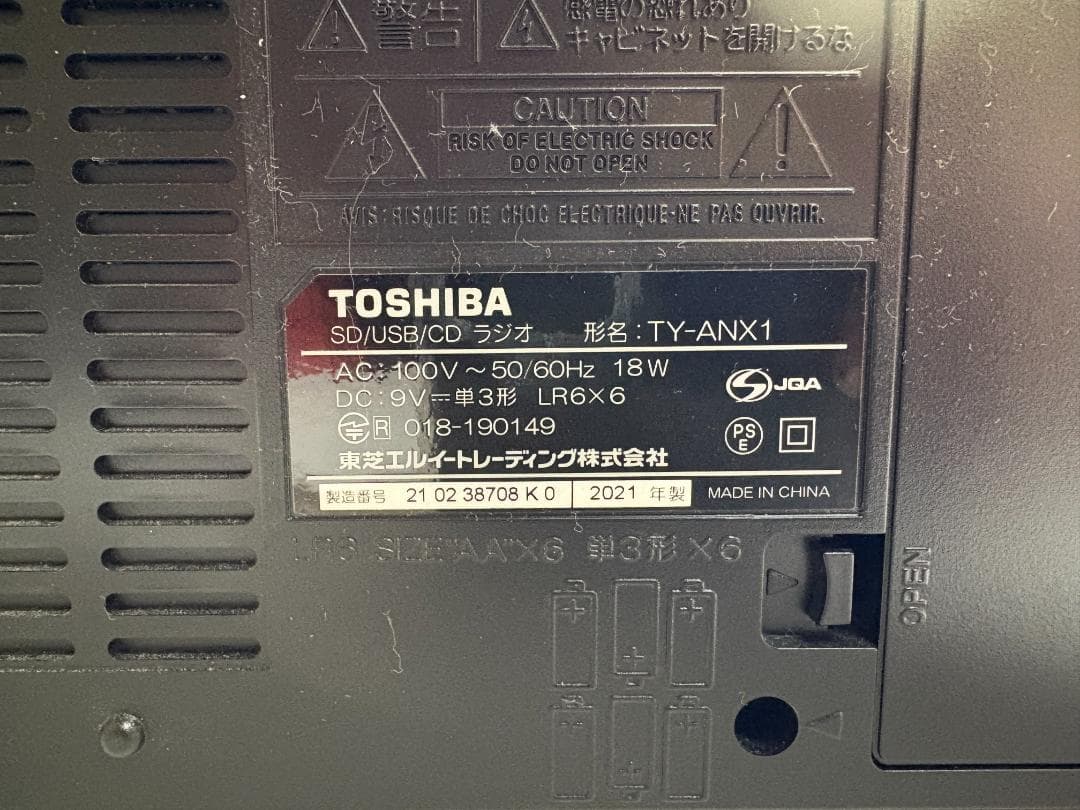 警告
感電の恐れあり
キャビネットを開けるな
CAUTION
RISK OF ELECTRIC SHOCK
DO NOT OPEN
AVIS: RISQUE DE CHOC ELECTRIQUE-NE PAS OUVRIR.
TOSHIBA
SD/USB/CD ラジオ 形名：TY-ANX1
AC：100V～50/60Hz 18W
DC：9V⎓単3形 LR6×6
JQA
R 018-190149
PSE
東芝エルイートレーディング株式会社
製造番号 21 02 38708 K 0 2021 年製 MADE IN CHINA
LR6 SIZE"AA"×6 単3形×6
OPEN